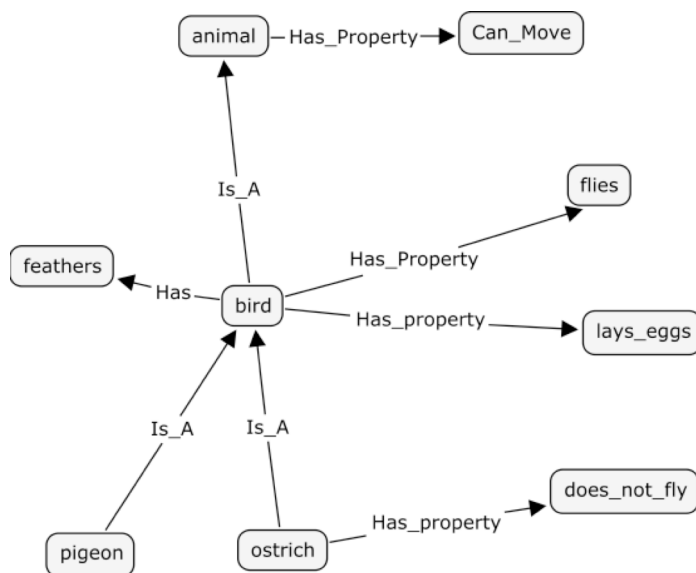 animal
Has_Property
Can_Move
Is_A
flies
Has_Property
feathers
Has
bird
Has_property
lays_eggs
Is_A
Is_A
does_not_fly
Has_property
pigeon
ostrich